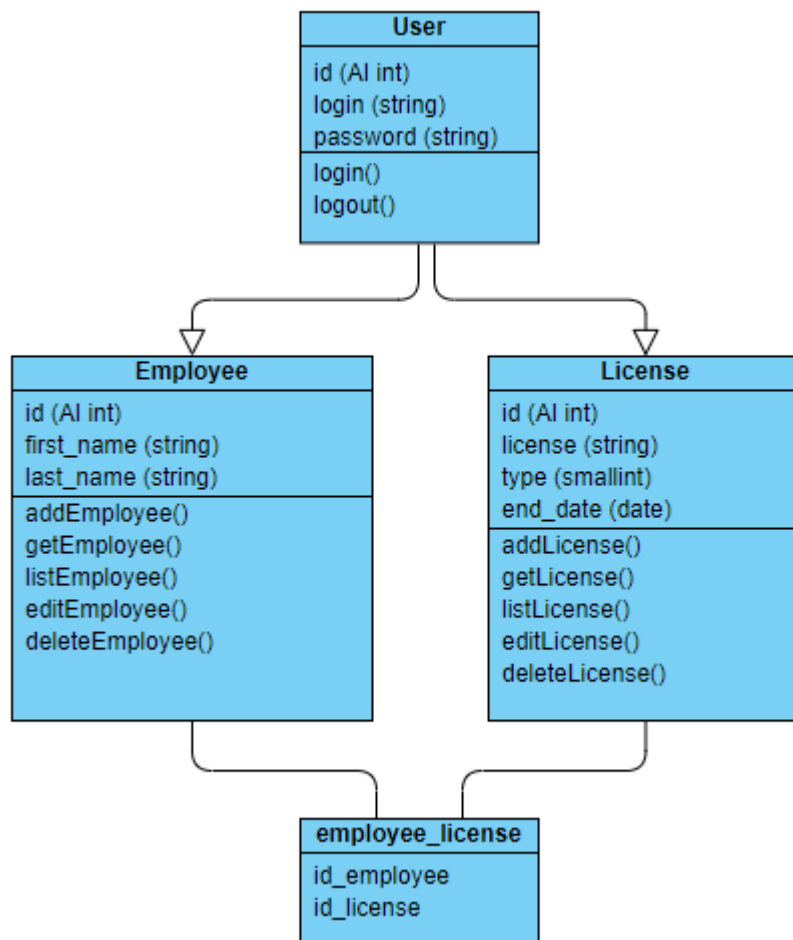 User
id (AI int)
login (string)
password (string)
login()
logout()
Employee
id (AI int)
first_name (string)
last_name (string)
addEmployee()
getEmployee()
listEmployee()
editEmployee()
deleteEmployee()
License
id (AI int)
license (string)
type (smallint)
end_date (date)
addLicense()
getLicense()
listLicense()
editLicense()
deleteLicense()
employee_license
id_employee
id_license